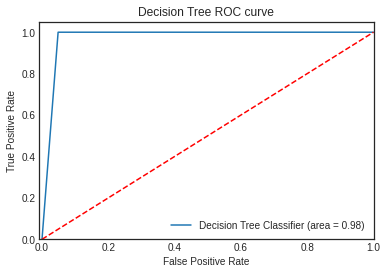 Decision Tree ROC curve
True Positive Rate
1.0
0.8
0.6
0.4
0.2
0.0
Decision Tree Classifier (area = 0.98)
0.0 0.2 0.4 0.6 0.8 1.0
False Positive Rate